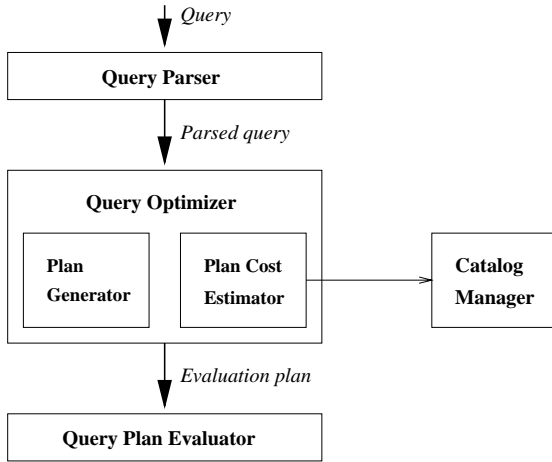 Query
Query Parser
Parsed query
Query Optimizer
Plan
Generator
Plan Cost
Estimator
Catalog
Manager
Evaluation plan
Query Plan Evaluator